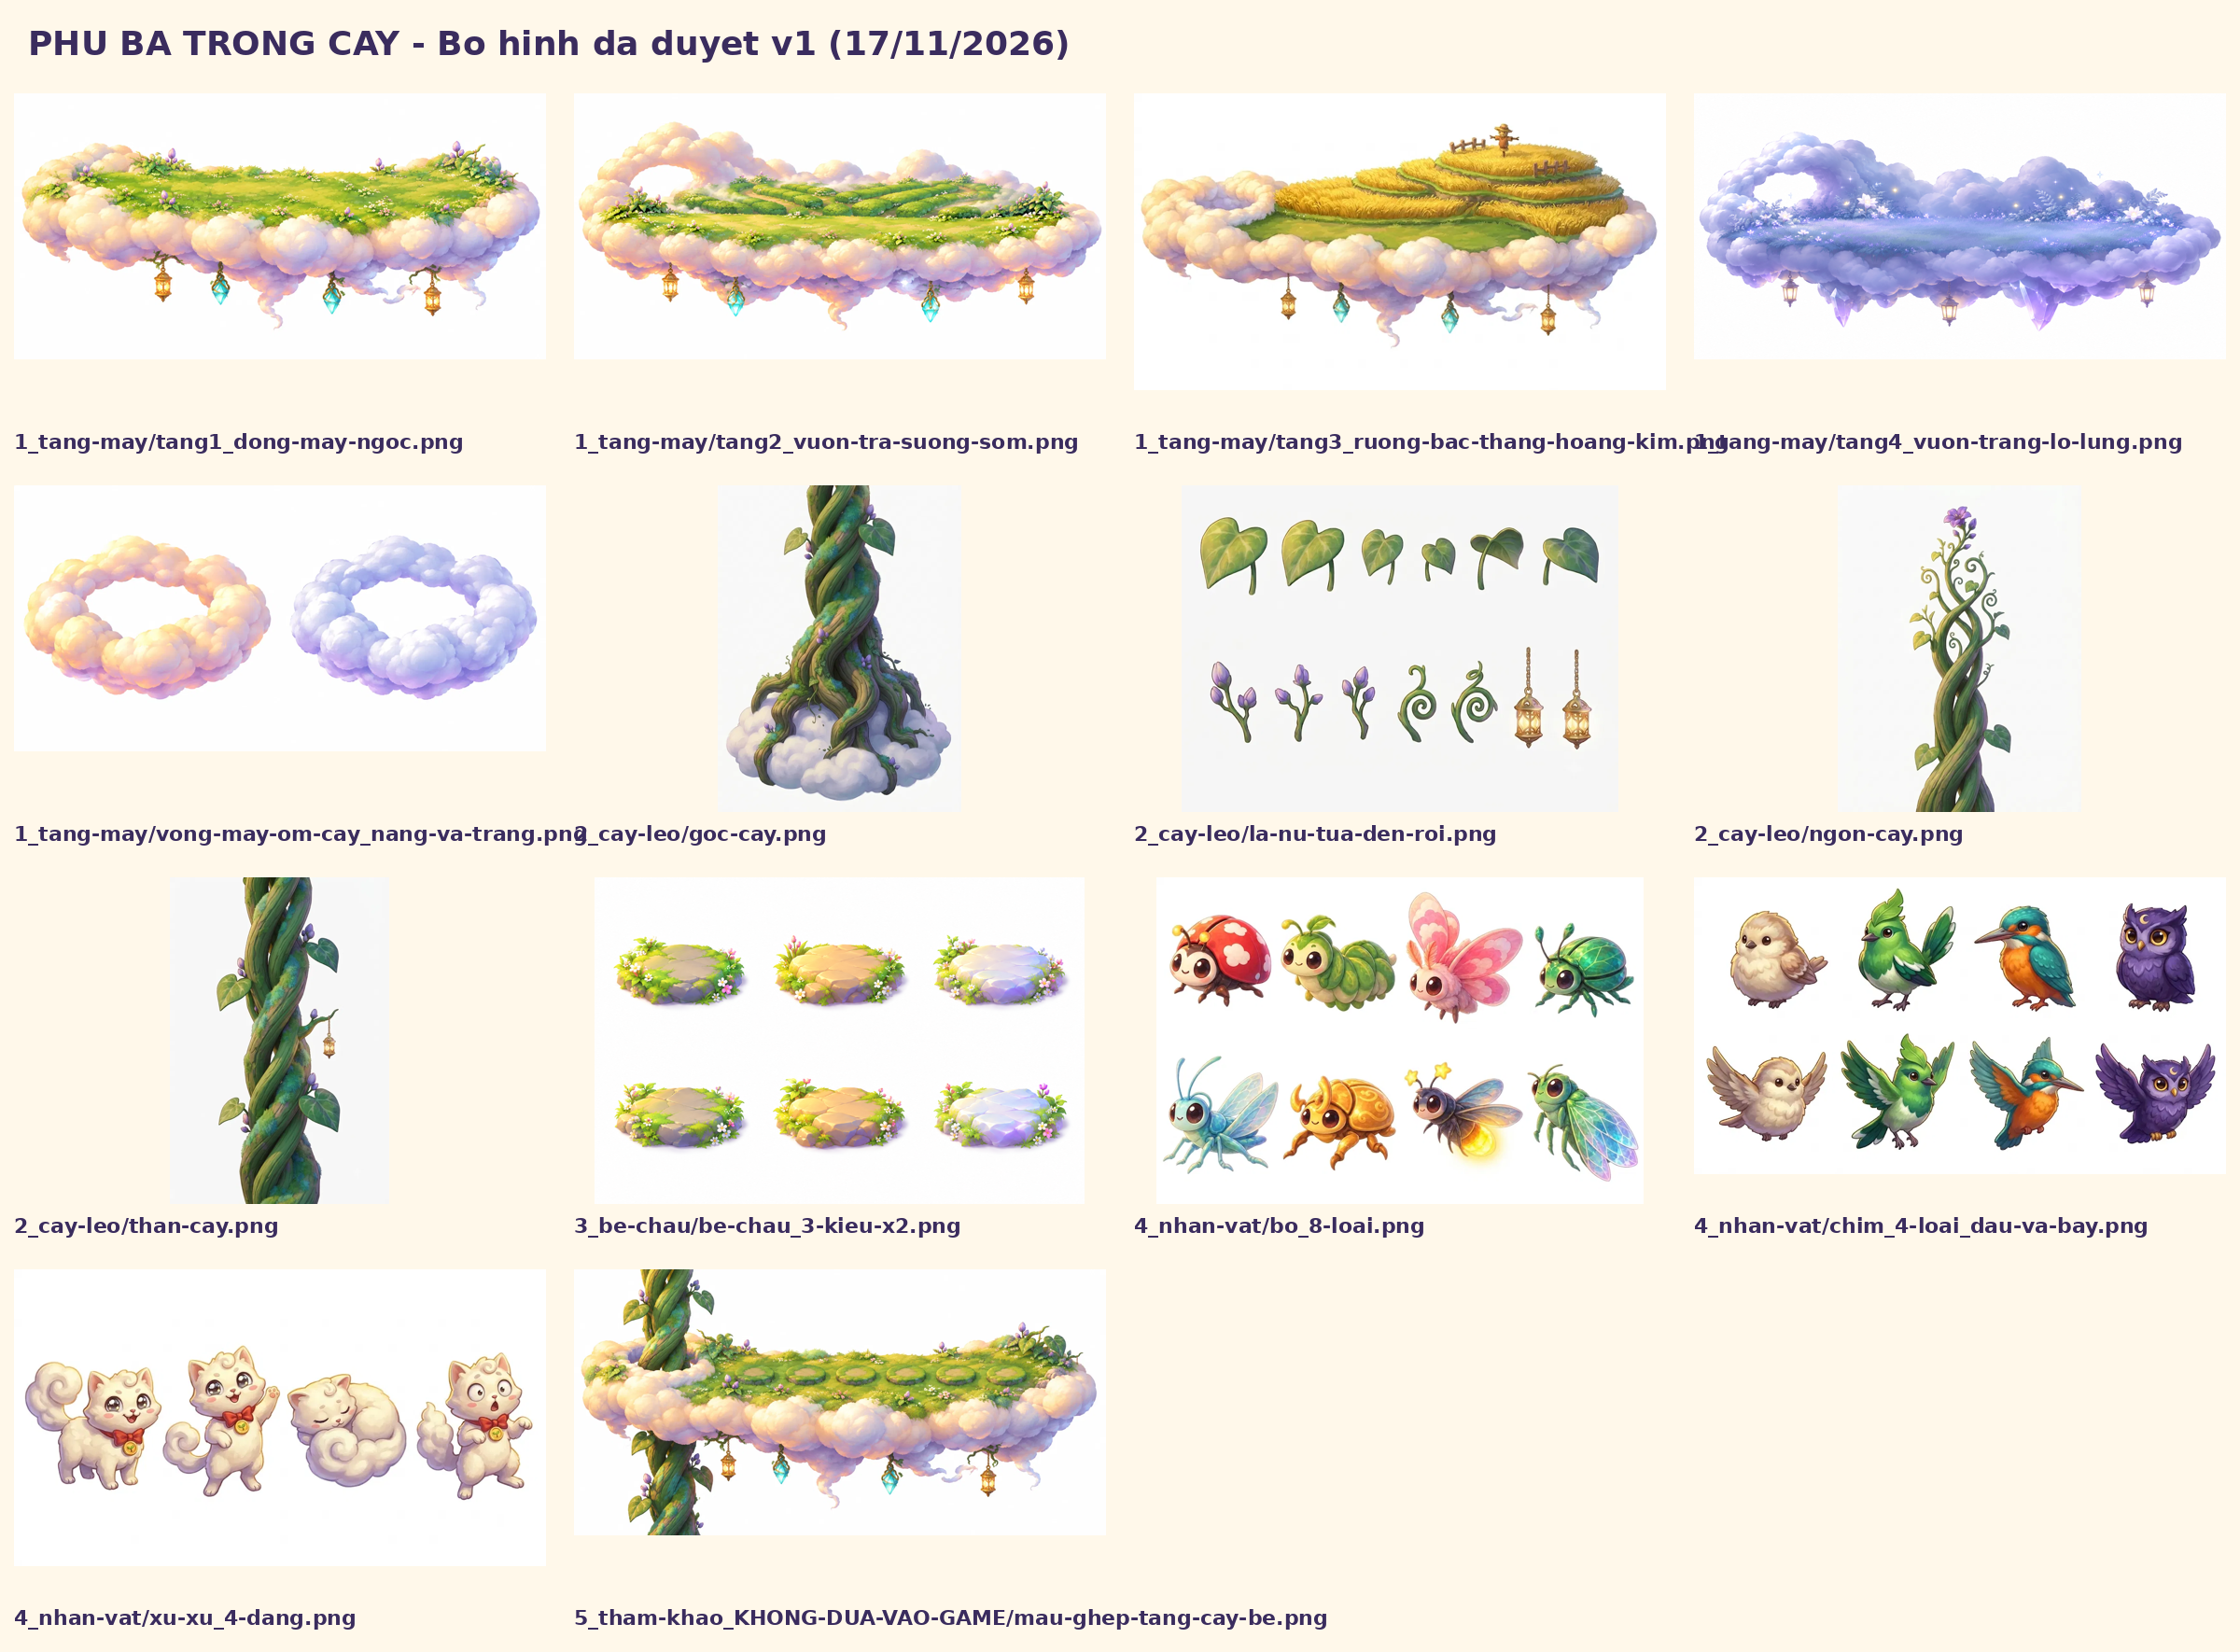 PHU BA TRONG CAY - Bo hinh da duyet v1 (17/11/2026)
1_tang-may/tang1_dong-may-ngoc.png
1_tang-may/tang2_vuon-tra-suong-som.png
1_tang-may/tang3_ruong-bac-thang-hoang-kim.png
1_tang-may/tang4_vuon-trang-lo-lung.png
1_tang-may/vong-may-om-cay_nang-va-trang.png
2_cay-leo/goc-cay.png
2_cay-leo/la-nu-tua-den-roi.png
2_cay-leo/ngon-cay.png
2_cay-leo/than-cay.png
3_be-chau/be-chau_3-kieu-x2.png
4_nhan-vat/bo_8-loai.png
4_nhan-vat/chim_4-loai_dau-va-bay.png
4_nhan-vat/xu-xu_4-dang.png
5_tham-khao_KHONG-DUA-VAO-GAME/mau-ghep-tang-cay-be.png